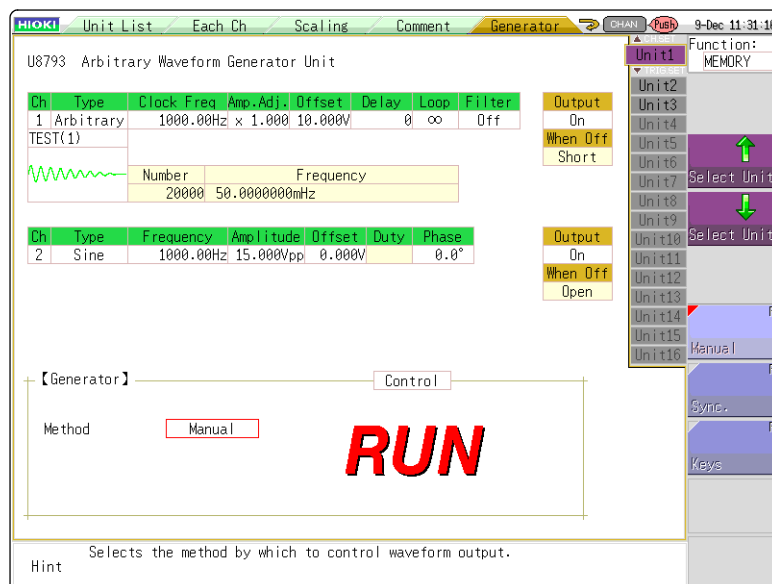 HIOKI Unit List Each Ch Scaling Comment Generator CHAN Push 9-Dec 11:31:16
U8793 Arbitrary Waveform Generator Unit
Ch Type Clock Freq Amp.Adj. Offset Delay Loop Filter
1 Arbitrary 1000.00Hz x 1.000 10.000V 0 ∞ Off
TEST(1)
Number Frequency
20000 50.0000000mHz
Output
On
When Off
Short
Ch Type Frequency Amplitude Offset Duty Phase
2 Sine 1000.00Hz 15.000Vpp 0.000V 0.0°
Output
On
When Off
Open
【Generator】 Control
Method Manual
RUN
Hint Selects the method by which to control waveform output.
Unit1
Unit2
Unit3
Unit4
Unit5
Unit6
Unit7
Unit8
Unit9
Unit10
Unit11
Unit12
Unit13
Unit14
Unit15
Unit16
Function:
MEMORY
Select Unit
Select Unit
Manual
Sync.
Keys